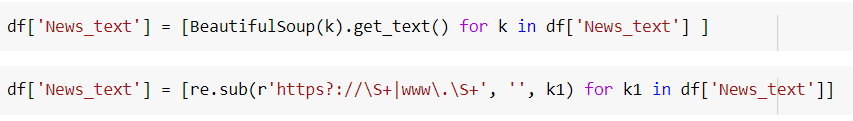 df['News_text'] = [BeautifulSoup(k).get_text() for k in df['News_text'] ]
df['News_text'] = [re.sub(r'https?://\S+|www\.\S+', '', k1) for k1 in df['News_text']]